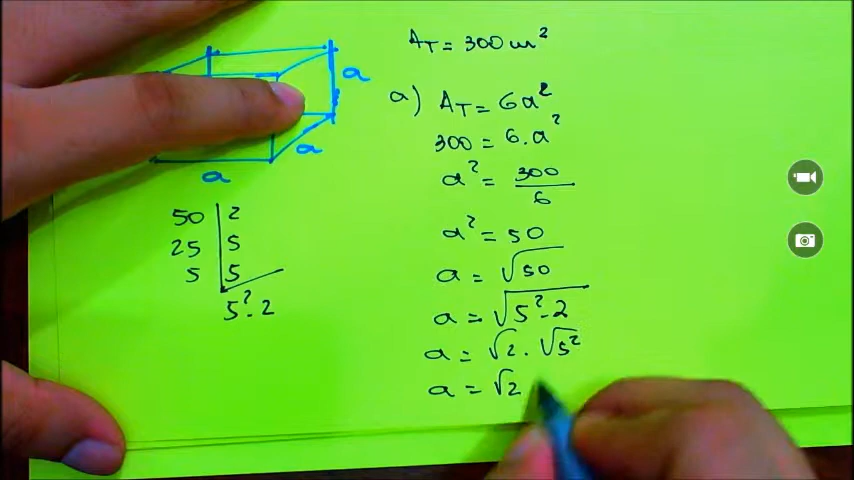 A_T = 300 m²
a
a
a
a) A_T = 6a²
300 = 6.a²
a² = 300/6
a² = 50
a = √50
a = √5².2
a = √2 . √5²
a = √2
50 | 2
25 | 5
5 | 5
5².2